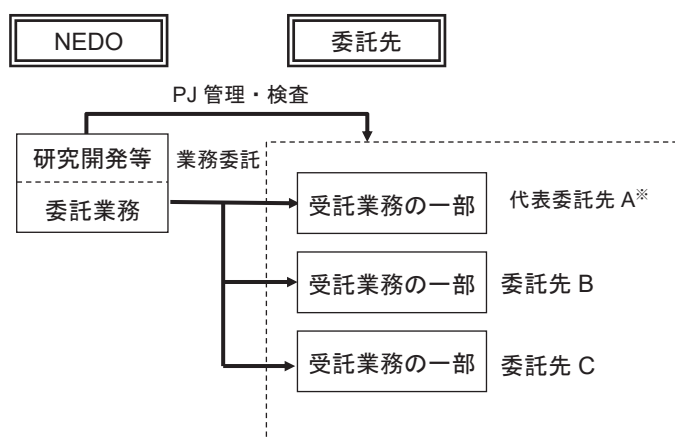 NEDO
委託先
PJ 管理・検査
研究開発等
業務委託
委託業務
受託業務の一部
代表委託先 A※
受託業務の一部
委託先 B
受託業務の一部
委託先 C